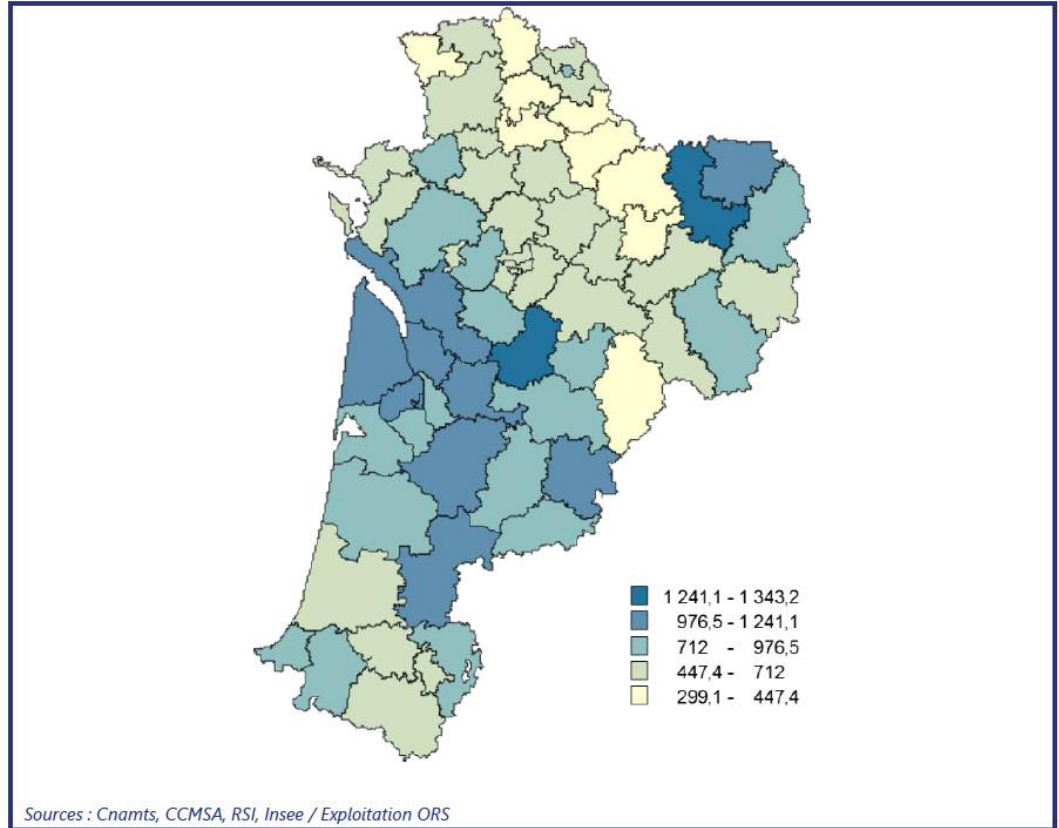 1 241,1 - 1 343,2
976,5 - 1 241,1
712 - 976,5
447,4 - 712
299,1 - 447,4
Sources : Cnamts, CCMSA, RSI, Insee / Exploitation ORS